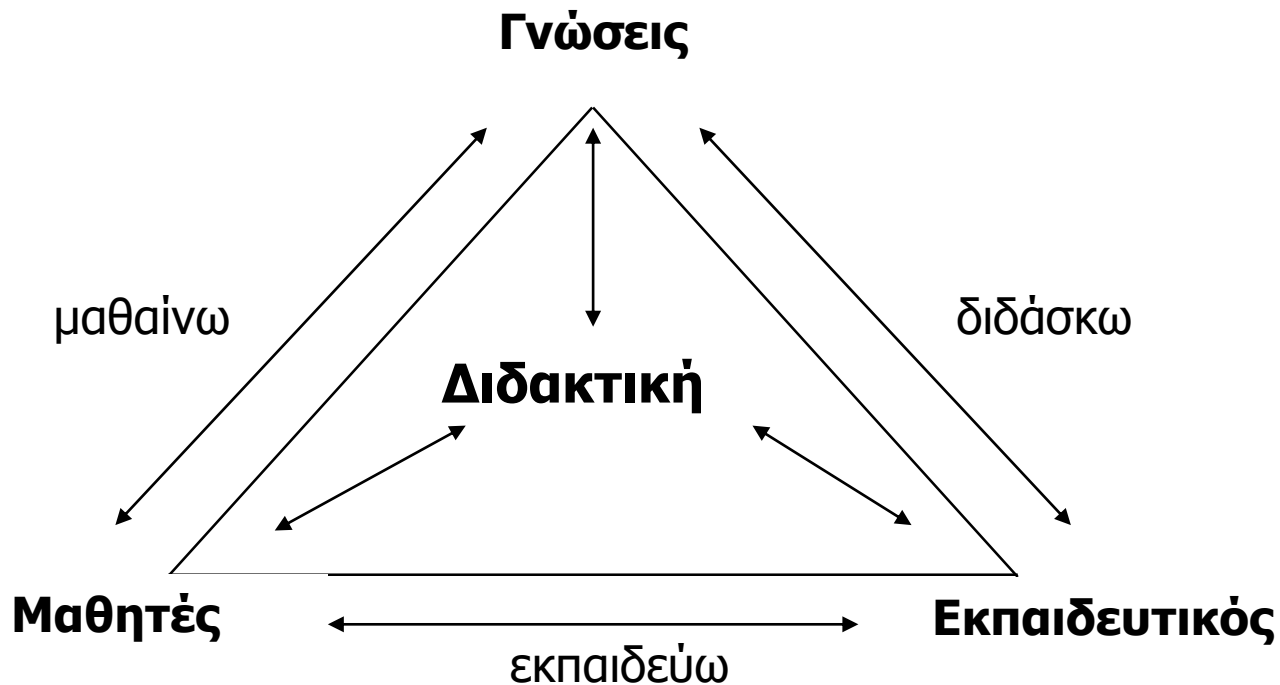 Γνώσεις
μαθαίνω
διδάσκω
Διδακτική
Μαθητές
Εκπαιδευτικός
εκπαιδεύω